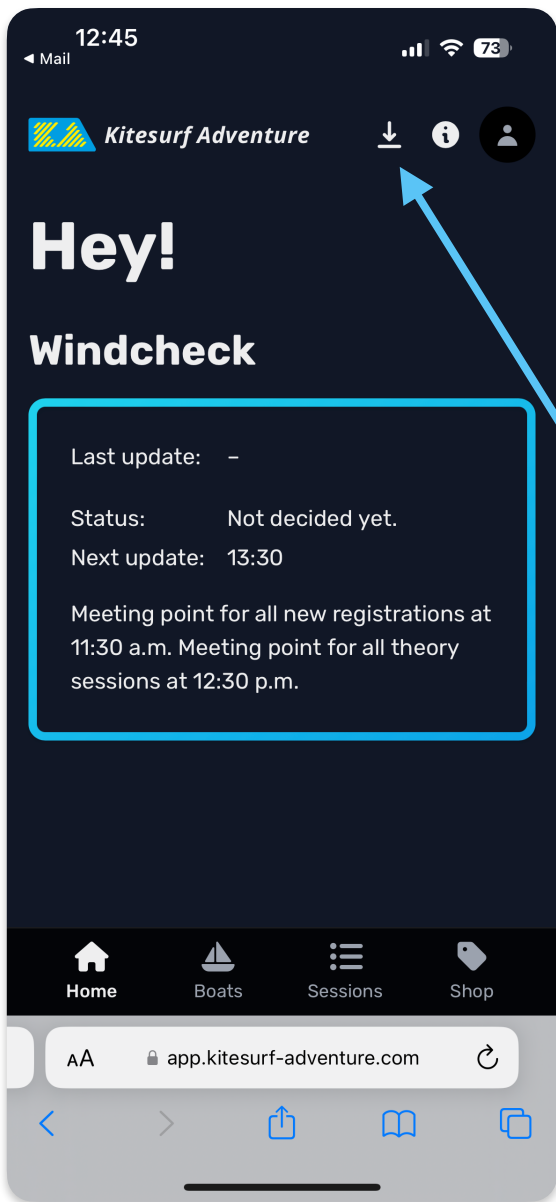 12:45
◀ Mail
73
Kitesurf Adventure
Hey!
Windcheck
Last update: –
Status: Not decided yet.
Next update: 13:30
Meeting point for all new registrations at
11:30 a.m. Meeting point for all theory
sessions at 12:30 p.m.
Home Boats Sessions Shop
AA app.kitesurf-adventure.com